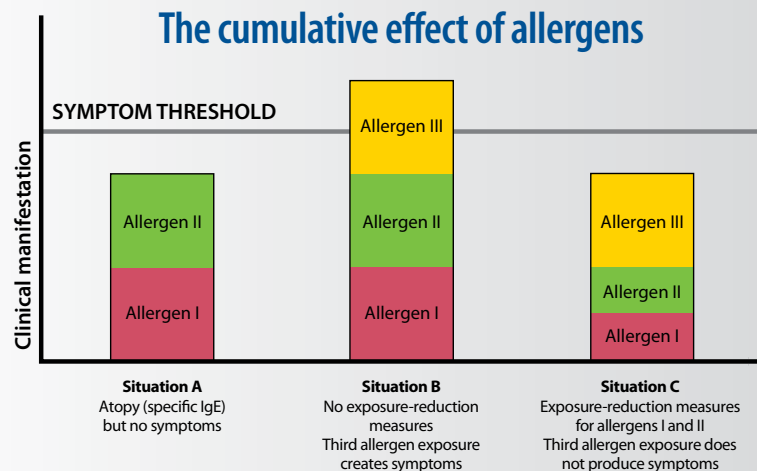 The cumulative effect of allergens
SYMPTOM THRESHOLD
Clinical manifestation
Allergen II
Allergen I
Allergen III
Allergen II
Allergen I
Allergen III
Allergen II
Allergen I
Situation A
Atopy (specific IgE)
but no symptoms
Situation B
No exposure-reduction
measures
Third allergen exposure
creates symptoms
Situation C
Exposure-reduction measures
for allergens I and II
Third allergen exposure does
not produce symptoms